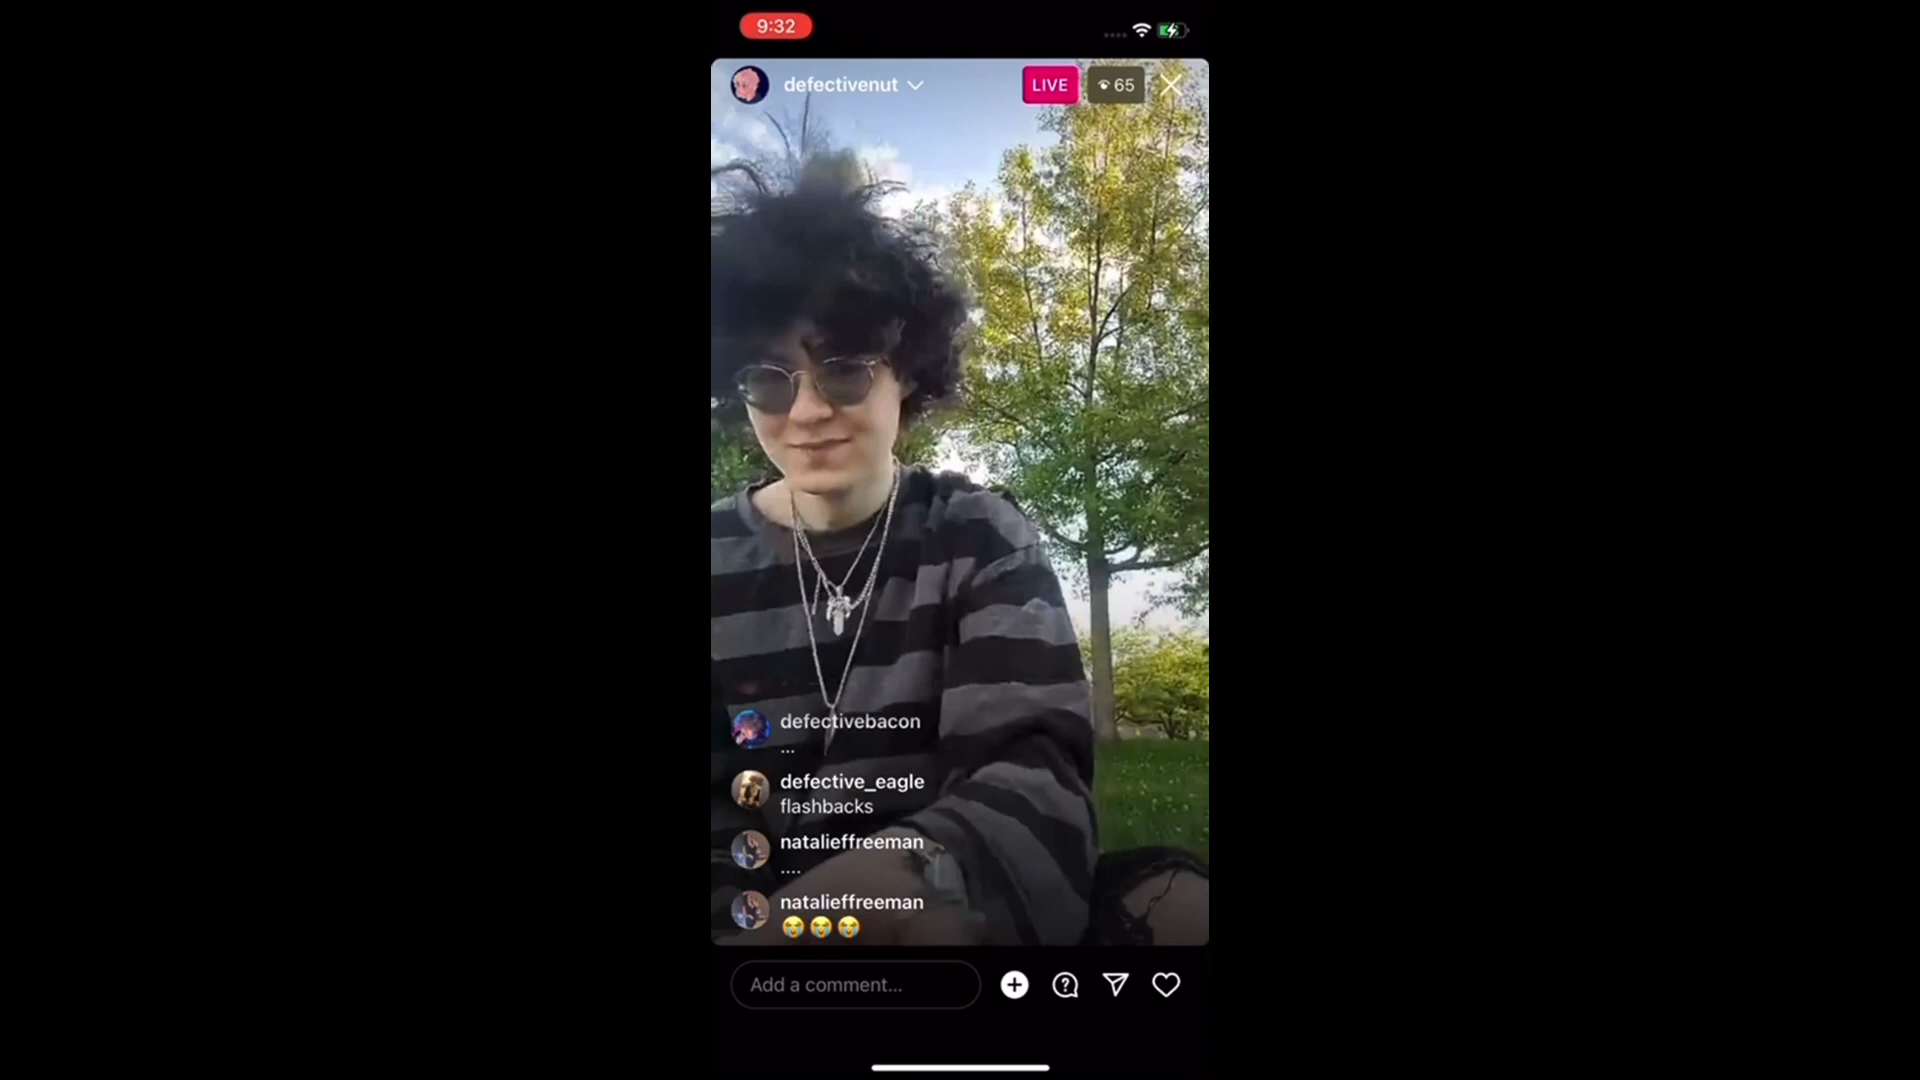 9:32
defectivenut
LIVE
65
defectivebacon
...
defective_eagle
flashbacks
natalieffreeman
....
natalieffreeman
😭😭😭
Add a comment...